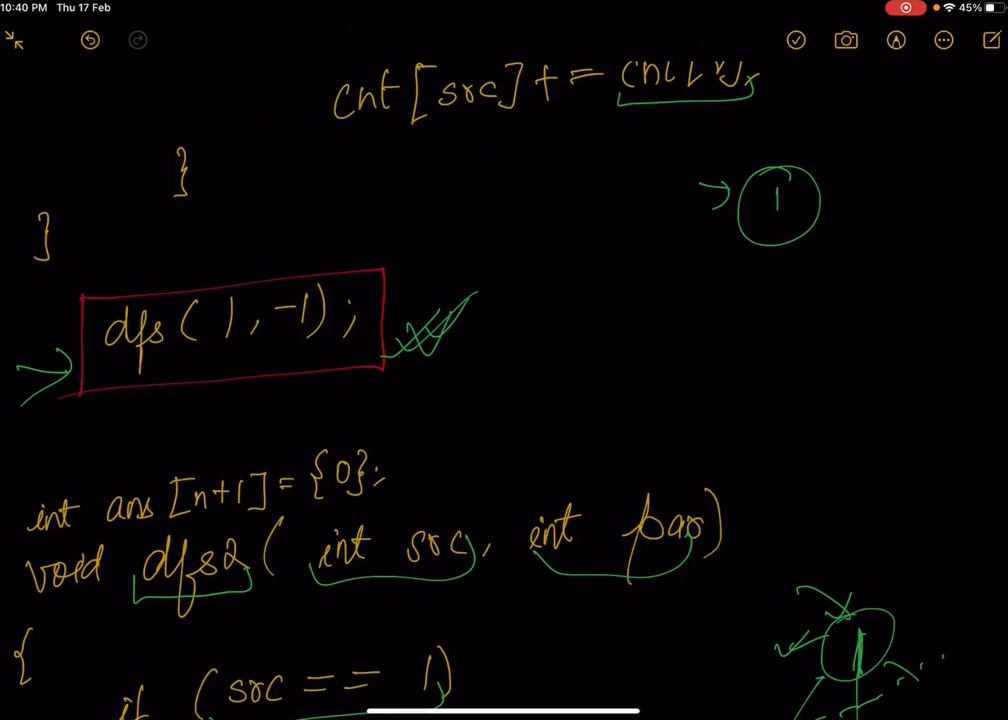 10:40 PM Thu 17 Feb 45%
cnt[src] +=
}
}
1
dfs(1, -1);
int ans[n+1] = {0};
void dfs2(int src, int par)
{
if (src == 1)
1